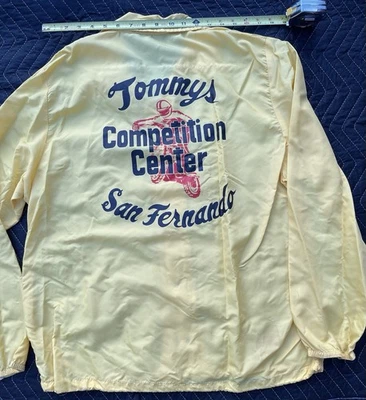 Tommys
Competition
Center
San Fernando